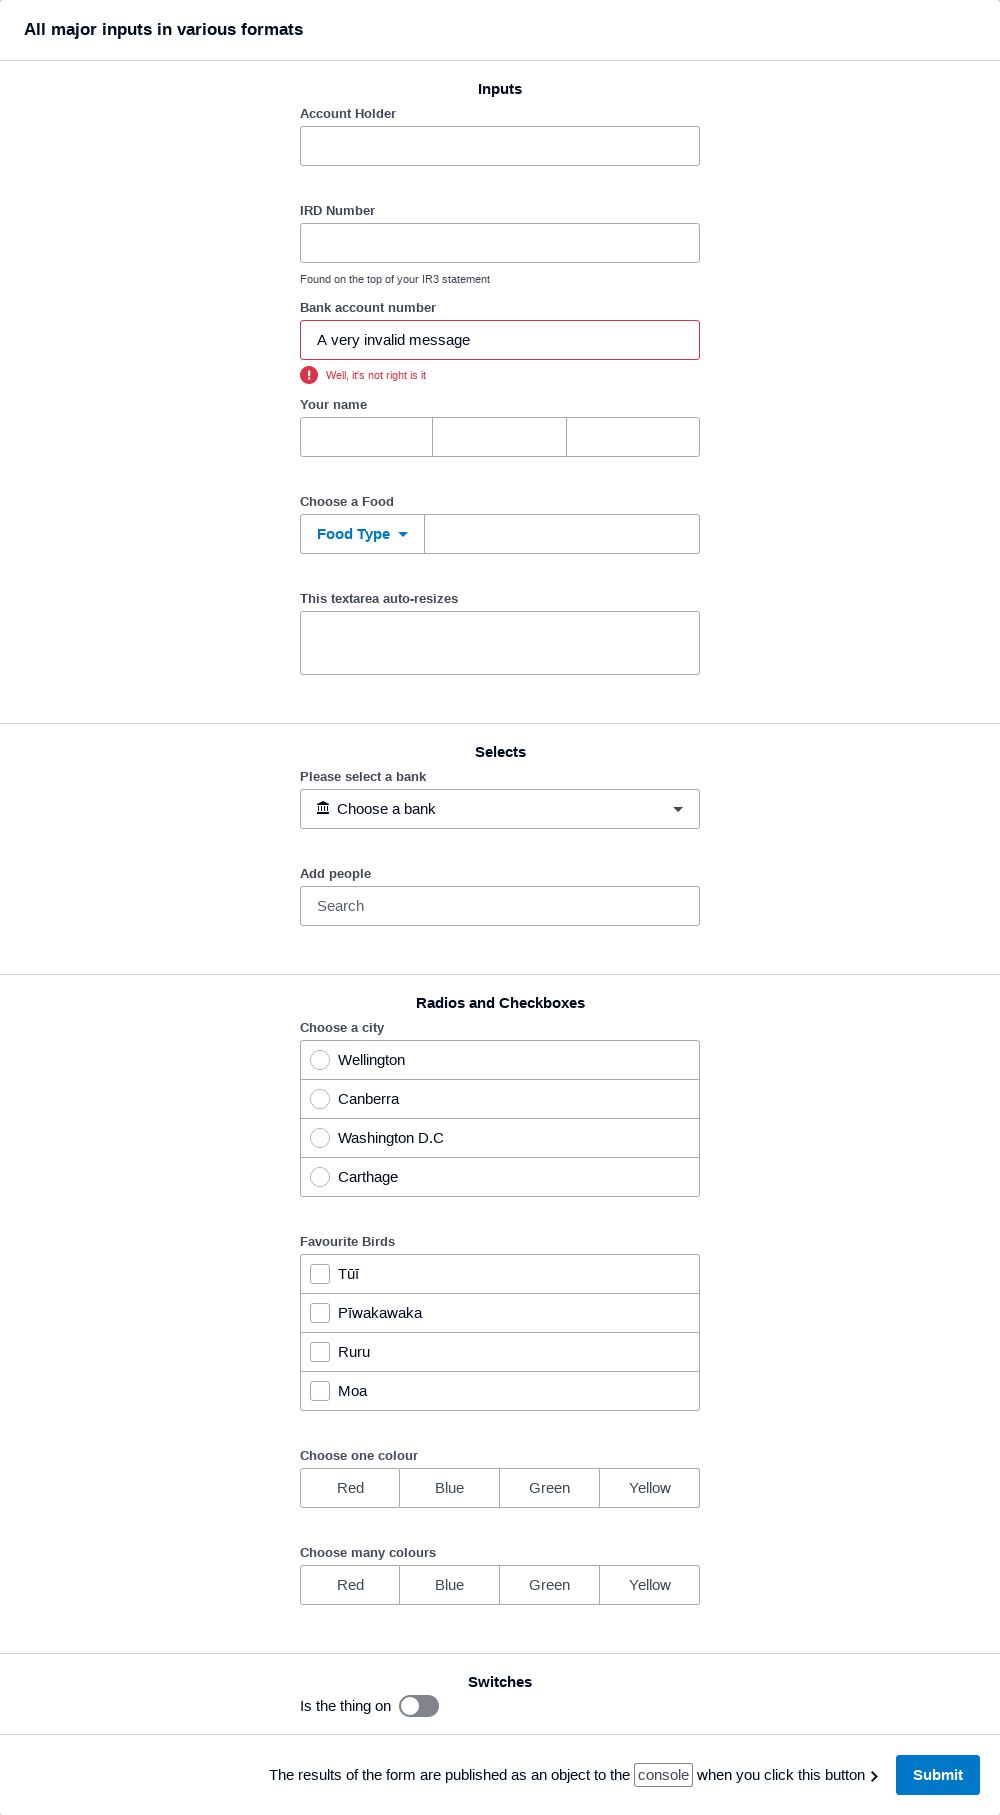 All major inputs in various formats
Inputs
Account Holder
IRD Number
Found on the top of your IR3 statement
Bank account number
A very invalid message
Well, it's not right is it
Your name
Choose a Food
Food Type
This textarea auto-resizes
Selects
Please select a bank
Choose a bank
Add people
Search
Radios and Checkboxes
Choose a city
Wellington
Canberra
Washington D.C
Carthage
Favourite Birds
Tūī
Pīwakawaka
Ruru
Moa
Choose one colour
Red Blue Green Yellow
Choose many colours
Red Blue Green Yellow
Switches
Is the thing on
The results of the form are published as an object to the console when you click this button Submit